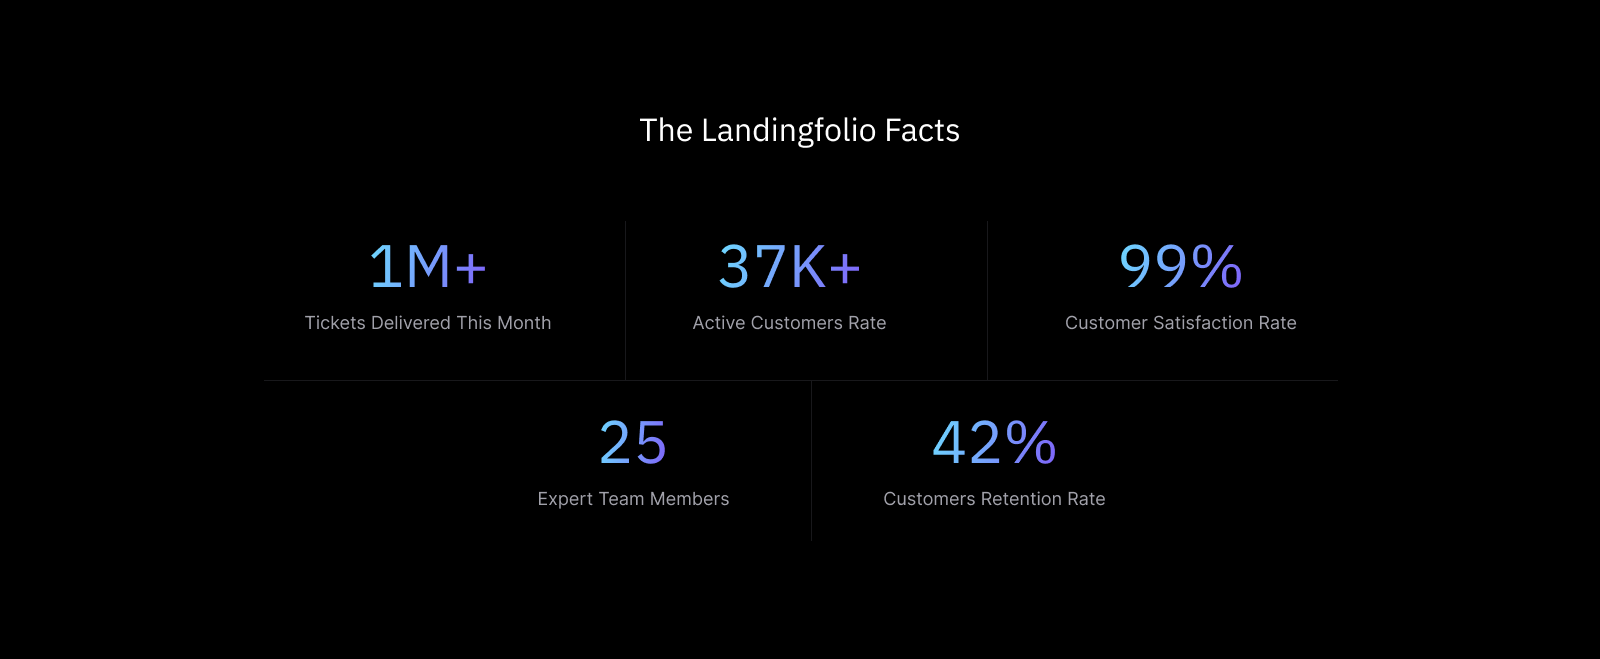 The Landingfolio Facts
1M+
Tickets Delivered This Month
37K+
Active Customers Rate
99%
Customer Satisfaction Rate
25
Expert Team Members
42%
Customers Retention Rate